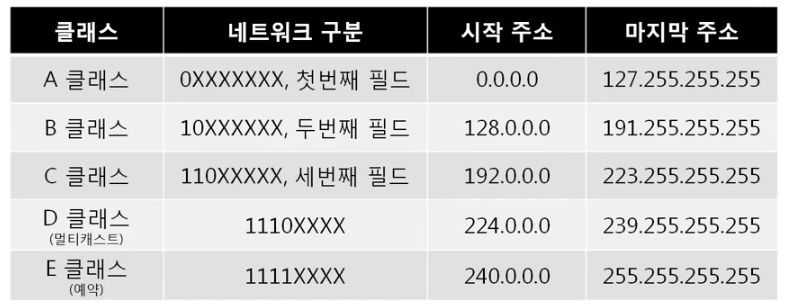 클래스 네트워크 구분 시작 주소 마지막 주소
A 클래스 0XXXXXXX, 첫번째 필드 0.0.0.0 127.255.255.255
B 클래스 10XXXXXX, 두번째 필드 128.0.0.0 191.255.255.255
C 클래스 110XXXXX, 세번째 필드 192.0.0.0 223.255.255.255
D 클래스
(멀티캐스트) 1110XXXX 224.0.0.0 239.255.255.255
E 클래스
(예약) 1111XXXX 240.0.0.0 255.255.255.255